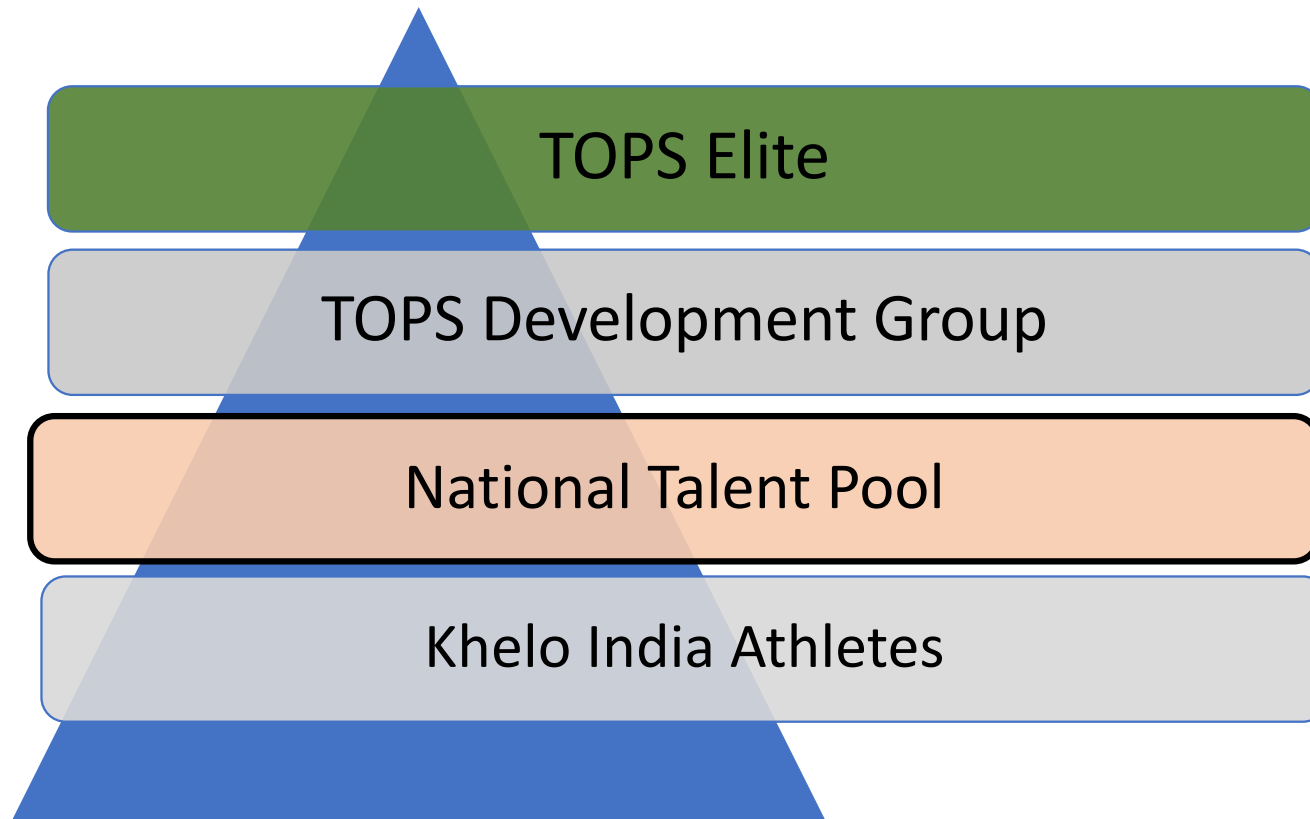 TOPS Elite
TOPS Development Group
National Talent Pool
Khelo India Athletes